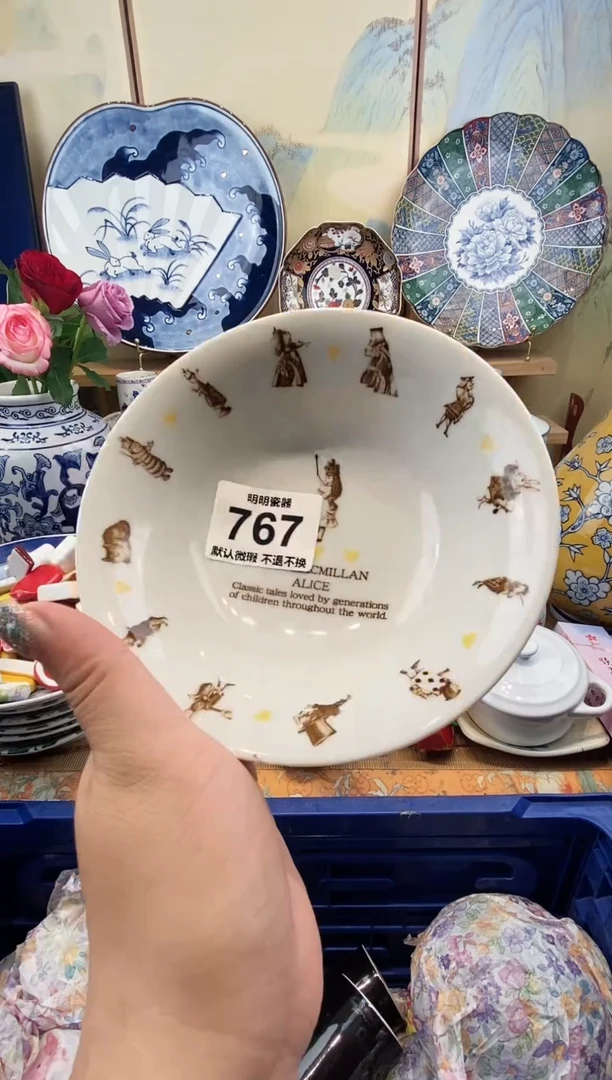 明明瓷器
767
默认微瑕 不退不换
CMILLAN
ALICE
Classic tales loved by generations
of children throughout the world.